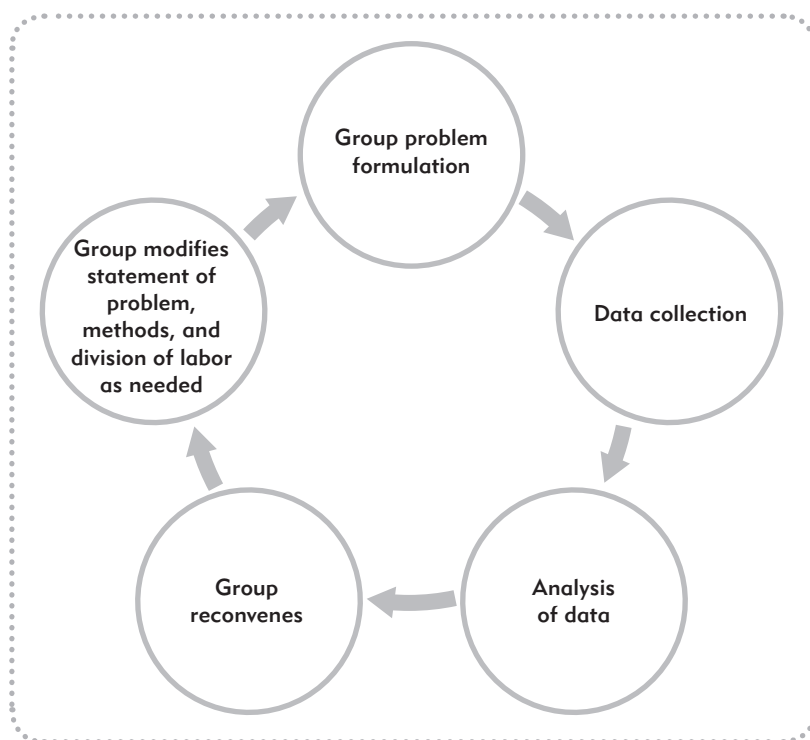 Group problem
formulation
Data collection
Analysis
of data
Group
reconvenes
Group modifies
statement of
problem,
methods, and
division of labor
as needed